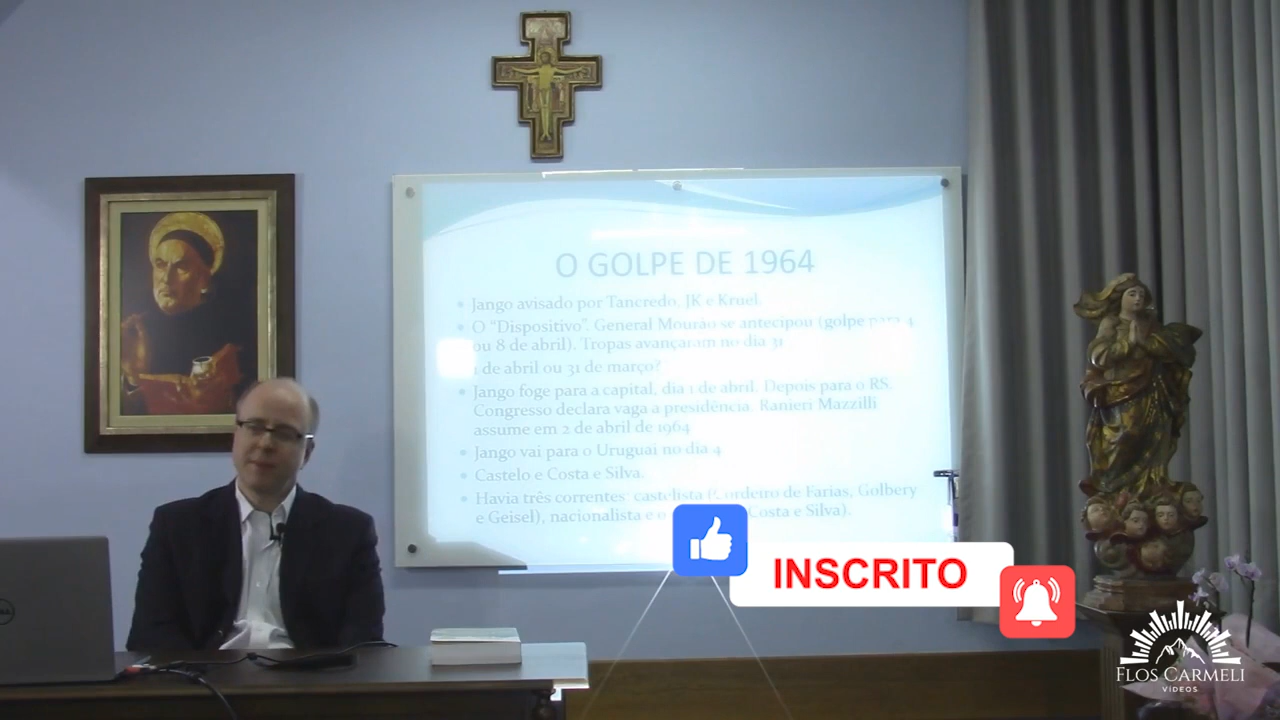 O GOLPE DE 1964
• Jango avisado por Tancredo, JK e Kruel.
• O "Dispositivo". General Mourão se antecipou (golpe para 4
ou 8 de abril). Tropas avançaram no dia 31
1 de abril ou 31 de março?
• Jango foge para a capital, dia 1 de abril. Depois para o RS.
Congresso declara vaga a presidência. Ranieri Mazzilli
assume em 2 de abril de 1964
• Jango vai para o Uruguai no dia 4
• Castelo e Costa e Silva.
• Havia três correntes: castelista (Cordeiro de Farias, Golbery
e Geisel), nacionalista e o Costa e Silva).
INSCRITO
DELL
FLOS CARMELI
VÍDEOS